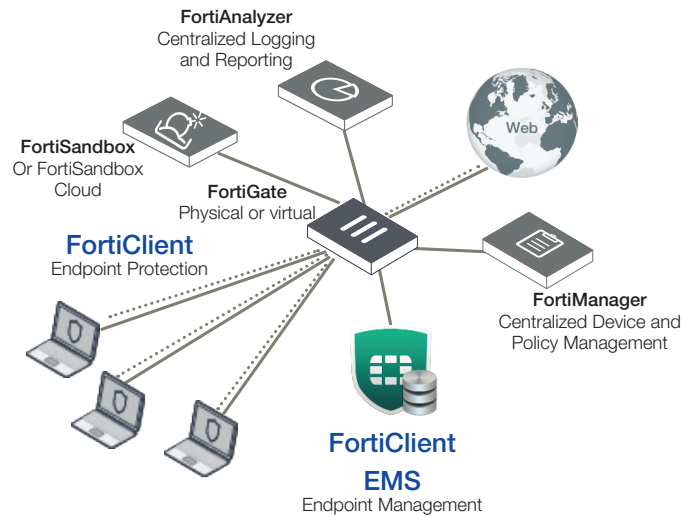 FortiAnalyzer
Centralized Logging
and Reporting
Web
FortiSandbox
Or FortiSandbox
Cloud
FortiGate
Physical or virtual
FortiClient
Endpoint Protection
FortiManager
Centralized Device and
Policy Management
FortiClient
EMS
Endpoint Management